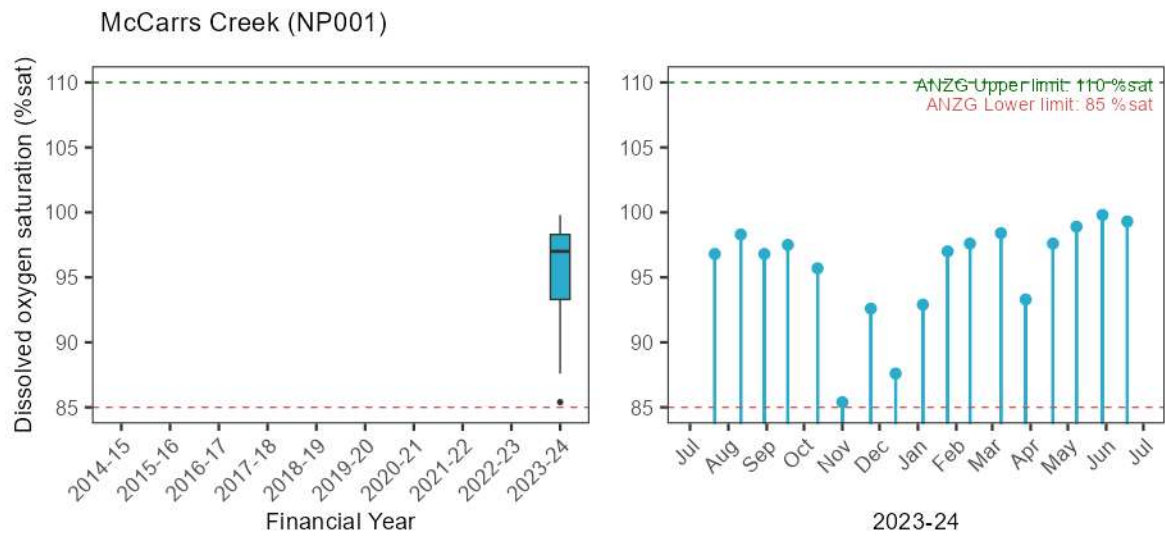 McCarrs Creek (NP001)
Dissolved oxygen saturation (%sat)
110
105
100
95
90
85
2014-15
2015-16
2016-17
2017-18
2018-19
2019-20
2020-21
2021-22
2022-23
2023-24
Financial Year
110
105
100
95
90
85
ANZG Upper limit: 110 %sat
ANZG Lower limit: 85 %sat
Jul
Aug
Sep
Oct
Nov
Dec
Jan
Feb
Mar
Apr
May
Jun
Jul
2023-24